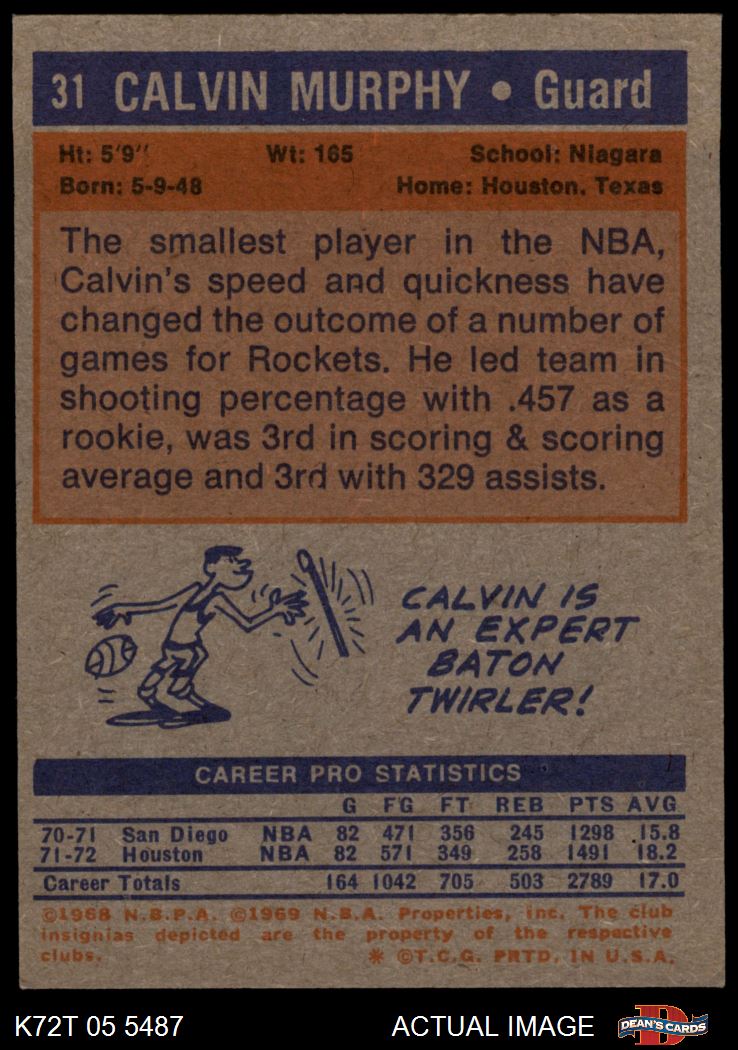 31 CALVIN MURPHY • Guard
Ht: 5'9" Wt: 165 School: Niagara
Born: 5-9-48 Home: Houston, Texas
The smallest player in the NBA,
Calvin's speed and quickness have
changed the outcome of a number of
games for Rockets. He led team in
shooting percentage with .457 as a
rookie, was 3rd in scoring & scoring
average and 3rd with 329 assists.
CALVIN IS
AN EXPERT
BATON
TWIRLER!
CAREER PRO STATISTICS
G FG FT REB PTS AVG
70-71 San Diego NBA 82 471 356 245 1298 15.8
71-72 Houston NBA 82 571 349 258 1491 18.2
Career Totals 164 1042 705 503 2789 17.0
©1968 N.B.P.A. ©1969 N.B.A. Properties, Inc. The club
insignias depicted are the property of the respective
clubs. * ©T.C.G. PRTD. IN U.S.A.
K72T 05 5487 ACTUAL IMAGE DEAN'S CARDS